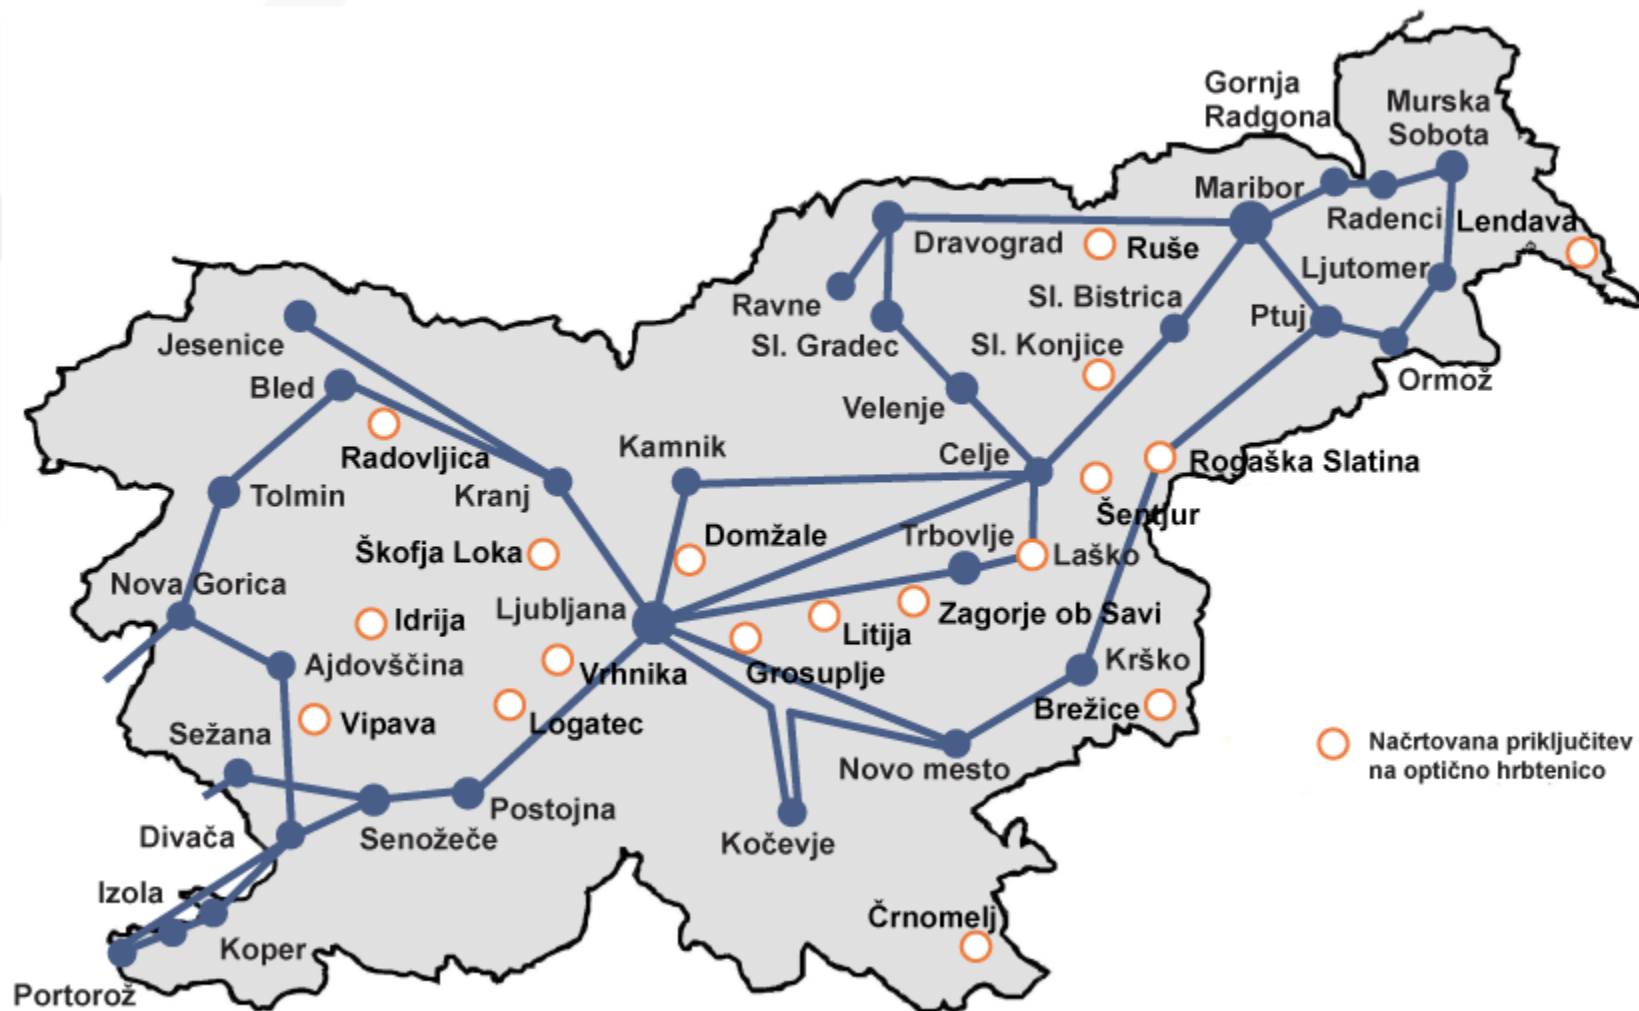 Gornja
Radgona
Murska
Sobota
Maribor
Radenci
Lendava
Dravograd
Ruše
Ljutomer
Ravne
Sl. Bistrica
Ptuj
Jesenice
Sl. Gradec
Sl. Konjice
Bled
Ormož
Velenje
Kamnik
Celje
Radovljica
Rogaška Slatina
Tolmin
Kranj
Šentjur
Domžale
Trbovlje
Škofja Loka
Laško
Nova Gorica
Ljubljana
Idrija
Zagorje ob Savi
Litija
Ajdovščina
Vrhnika
Grosuplje
Krško
Brežice
Vipava
Logatec
Sežana
Načrtovana priključitev
na optično hrbtenico
Novo mesto
Postojna
Divača
Senožeče
Kočevje
Izola
Črnomelj
Koper
Portorož